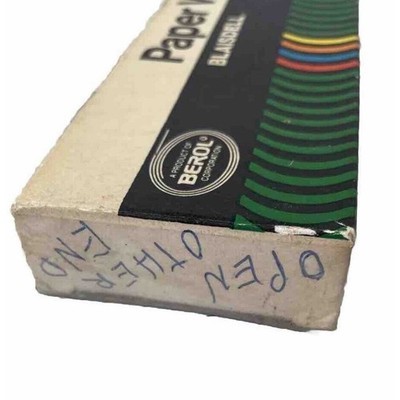 Paper
BLAISDELL
A PRODUCT OF
BEROL®
CORPORATION
OPEN
OTHER
END